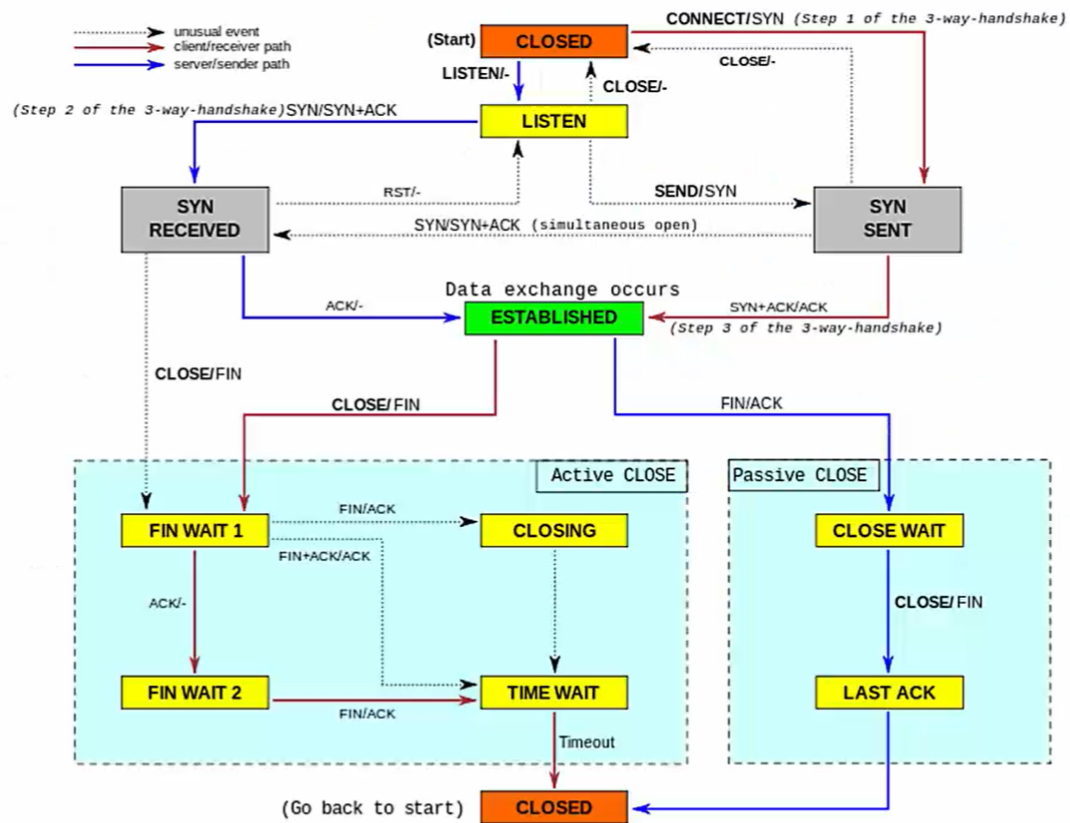 unusual event
client/receiver path
server/sender path
(Start)
CLOSED
CONNECT/SYN (Step 1 of the 3-way-handshake)
CLOSE/-
LISTEN/-
CLOSE/-
(Step 2 of the 3-way-handshake) SYN/SYN+ACK
LISTEN
SYN
RECEIVED
RST/-
SEND/SYN
SYN
SENT
SYN/SYN+ACK (simultaneous open)
Data exchange occurs
ACK/-
ESTABLISHED
SYN+ACK/ACK
(Step 3 of the 3-way-handshake)
CLOSE/FIN
CLOSE/FIN
FIN/ACK
Active CLOSE
Passive CLOSE
FIN WAIT 1
FIN/ACK
CLOSING
CLOSE WAIT
FIN+ACK/ACK
ACK/-
CLOSE/FIN
FIN WAIT 2
FIN/ACK
TIME WAIT
LAST ACK
Timeout
(Go back to start)
CLOSED